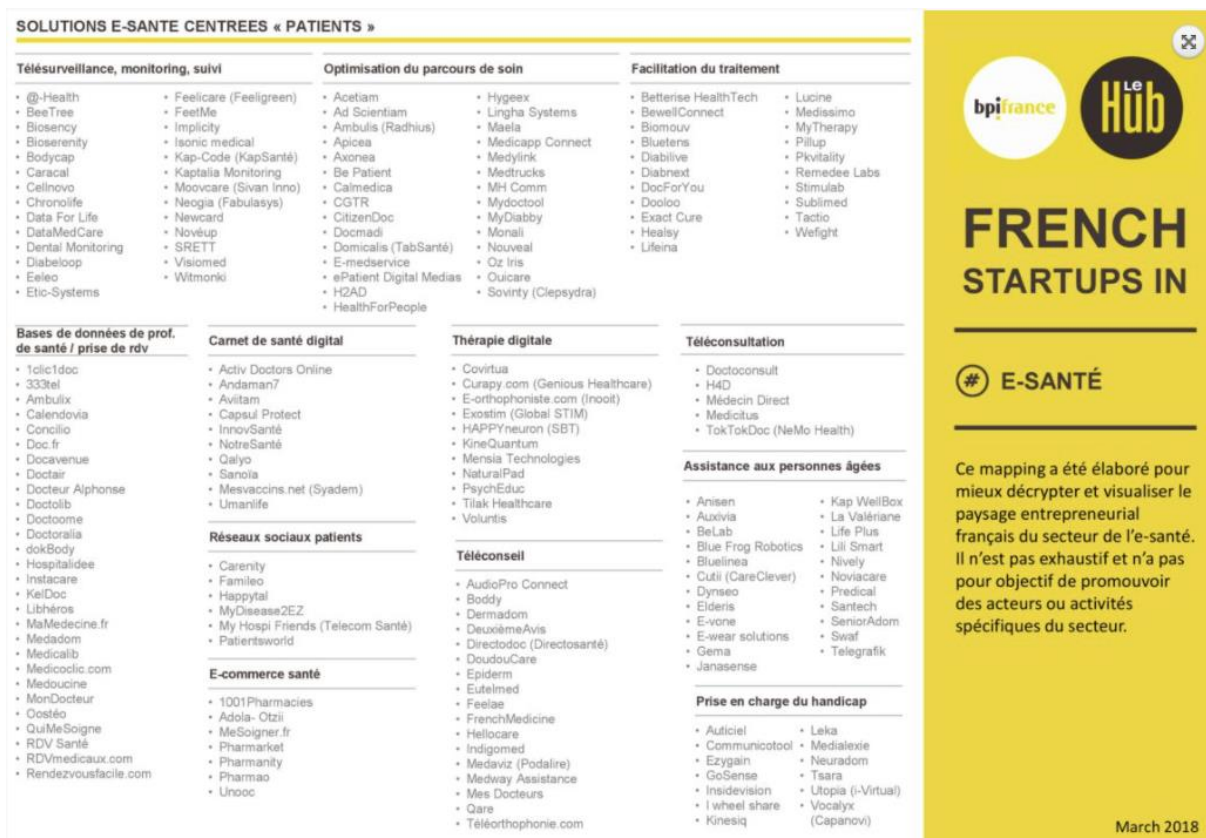 SOLUTIONS E-SANTE CENTREES « PATIENTS »
Télésurveillance, monitoring, suivi
• @-Health
• BeeTree
• Biosency
• Bioserenity
• Bodycap
• Caracal
• Cellnovo
• Chronolife
• Data For Life
• DataMedCare
• Dental Monitoring
• Diabeloop
• Eeleo
• Etic-Systems
• Feelicare (Feeligreen)
• FeetMe
• Implicity
• Isonic medical
• Kap-Code (KapSanté)
• Kaptalia Monitoring
• Moovcare (Sivan Inno)
• Neogia (Fabulasys)
• Newcard
• Novéup
• SRETT
• Visiomed
• Witmonki
Optimisation du parcours de soin
• Acetiam
• Ad Scientiam
• Ambulis (Radhius)
• Apicea
• Axonea
• Be Patient
• Calmedica
• CGTR
• CitizenDoc
• Docmadi
• Domicalis (TabSanté)
• E-medservice
• ePatient Digital Medias
• H2AD
• HealthForPeople
• Hygeex
• Lingha Systems
• Maela
• Medicapp Connect
• Medylink
• Medtrucks
• MH Comm
• Mydoctool
• MyDiabby
• Monali
• Nouveal
• Oz Iris
• Ouicare
• Sovinty (Clepsydra)
Facilitation du traitement
• Betterise HealthTech
• BewellConnect
• Biomouv
• Bluetens
• Diabilive
• Diabnext
• DocForYou
• Dooloo
• Exact Cure
• Healsy
• Lifeina
• Lucine
• Medissimo
• MyTherapy
• Pillup
• Pkvitality
• Remedee Labs
• Stimulab
• Sublimed
• Tactio
• Wefight
Bases de données de prof.
de santé / prise de rdv
• 1clic1doc
• 333tel
• Ambulix
• Calendovia
• Concilio
• Doc.fr
• Docavenue
• Doctair
• Docteur Alphonse
• Doctolib
• Doctoome
• Doctoralia
• dokBody
• Hospitalidee
• Instacare
• KelDoc
• Libhéros
• MaMedecine.fr
• Medadom
• Medicalib
• Medicoclic.com
• Medoucine
• MonDocteur
• Oostéo
• QuiMeSoigne
• RDV Santé
• RDVmedicaux.com
• Rendezvousfacile.com
Carnet de santé digital
• Activ Doctors Online
• Andaman7
• Aviitam
• Capsul Protect
• InnovSanté
• NotreSanté
• Qalyo
• Sanoïa
• Mesvaccins.net (Syadem)
• Umanlife
Réseaux sociaux patients
• Carenity
• Famileo
• Happytal
• MyDisease2EZ
• My Hospi Friends (Telecom Santé)
• Patientsworld
E-commerce santé
• 1001Pharmacies
• Adola- Otzii
• MeSoigner.fr
• Pharmarket
• Pharmanity
• Pharmao
• Unooc
Thérapie digitale
• Covirtua
• Curapy.com (Genious Healthcare)
• E-orthophoniste.com (Inooit)
• Exostim (Global STIM)
• HAPPYneuron (SBT)
• KineQuantum
• Mensia Technologies
• NaturalPad
• PsychEduc
• Tilak Healthcare
• Voluntis
Téléconseil
• AudioPro Connect
• Boddy
• Dermadom
• DeuxièmeAvis
• Directodoc (Directosanté)
• DoudouCare
• Epiderm
• Eutelmed
• Feelae
• FrenchMedicine
• Hellocare
• Indigomed
• Medaviz (Podalire)
• Medway Assistance
• Mes Docteurs
• Qare
• Téléorthophonie.com
Téléconsultation
• Doctoconsult
• H4D
• Médecin Direct
• Medicitus
• TokTokDoc (NeMo Health)
Assistance aux personnes âgées
• Anisen
• Auxivia
• BeLab
• Blue Frog Robotics
• Bluelinea
• Cutii (CareClever)
• Dynseo
• Elderis
• E-vone
• E-wear solutions
• Gema
• Janasense
• Kap WellBox
• La Valériane
• Life Plus
• Lili Smart
• Nively
• Noviacare
• Predical
• Santech
• SeniorAdom
• Swaf
• Telegrafik
Prise en charge du handicap
• Auticiel
• Communicotool
• Ezygain
• GoSense
• Insidevision
• I wheel share
• Kinesiq
• Leka
• Medialexie
• Neuradom
• Tsara
• Utopia (i-Virtual)
• Vocalyx
(Capanovi)
bpifrance
LE
Hub
FRENCH
STARTUPS IN
# E-SANTÉ
Ce mapping a été élaboré pour
mieux décrypter et visualiser le
paysage entrepreneurial
français du secteur de l'e-santé.
Il n'est pas exhaustif et n'a pas
pour objectif de promouvoir
des acteurs ou activités
spécifiques du secteur.
March 2018